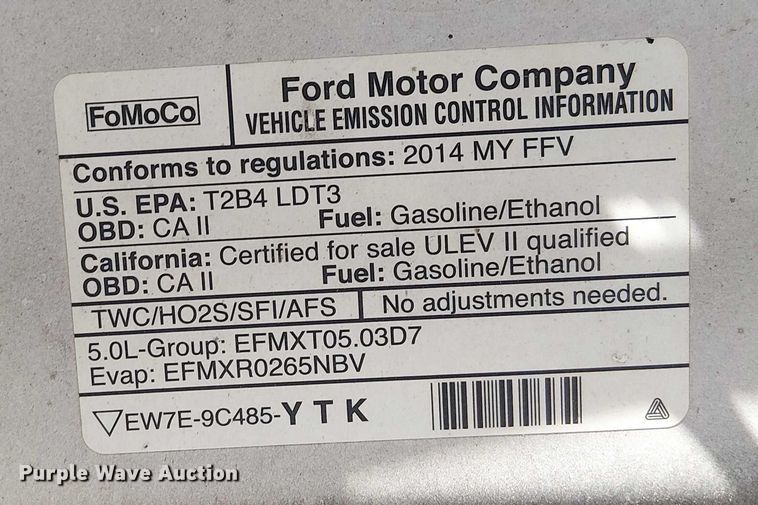 FoMoCo
Ford Motor Company
VEHICLE EMISSION CONTROL INFORMATION
Conforms to regulations: 2014 MY FFV
U.S. EPA: T2B4 LDT3
OBD: CA II Fuel: Gasoline/Ethanol
California: Certified for sale ULEV II qualified
OBD: CA II Fuel: Gasoline/Ethanol
TWC/HO2S/SFI/AFS No adjustments needed.
5.0L-Group: EFMXT05.03D7
Evap: EFMXR0265NBV
EW7E-9C485-YTK
Purple Wave Auction